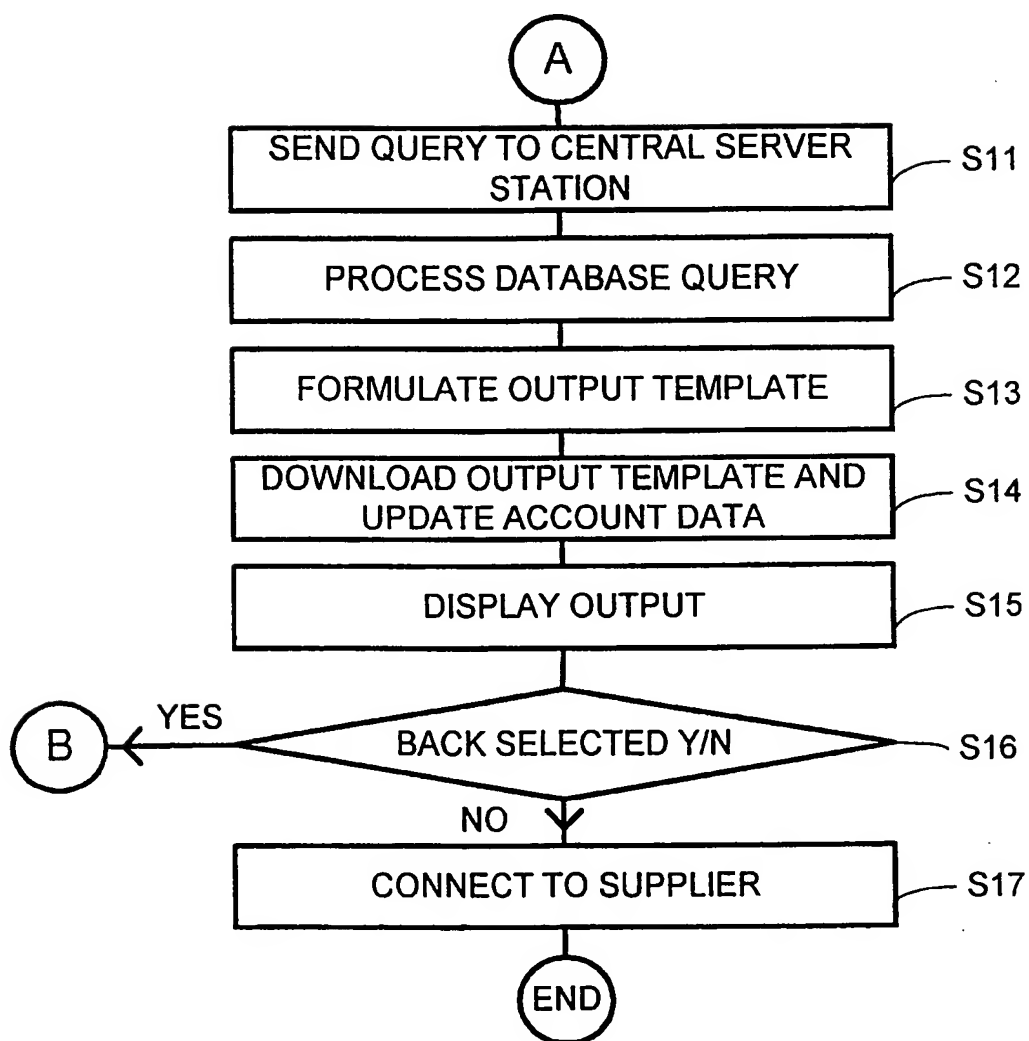 A
SEND QUERY TO CENTRAL SERVER
STATION
S11
PROCESS DATABASE QUERY
S12
FORMULATE OUTPUT TEMPLATE
S13
DOWNLOAD OUTPUT TEMPLATE AND
UPDATE ACCOUNT DATA
S14
DISPLAY OUTPUT
S15
B
YES
BACK SELECTED Y/N
S16
NO
CONNECT TO SUPPLIER
S17
END